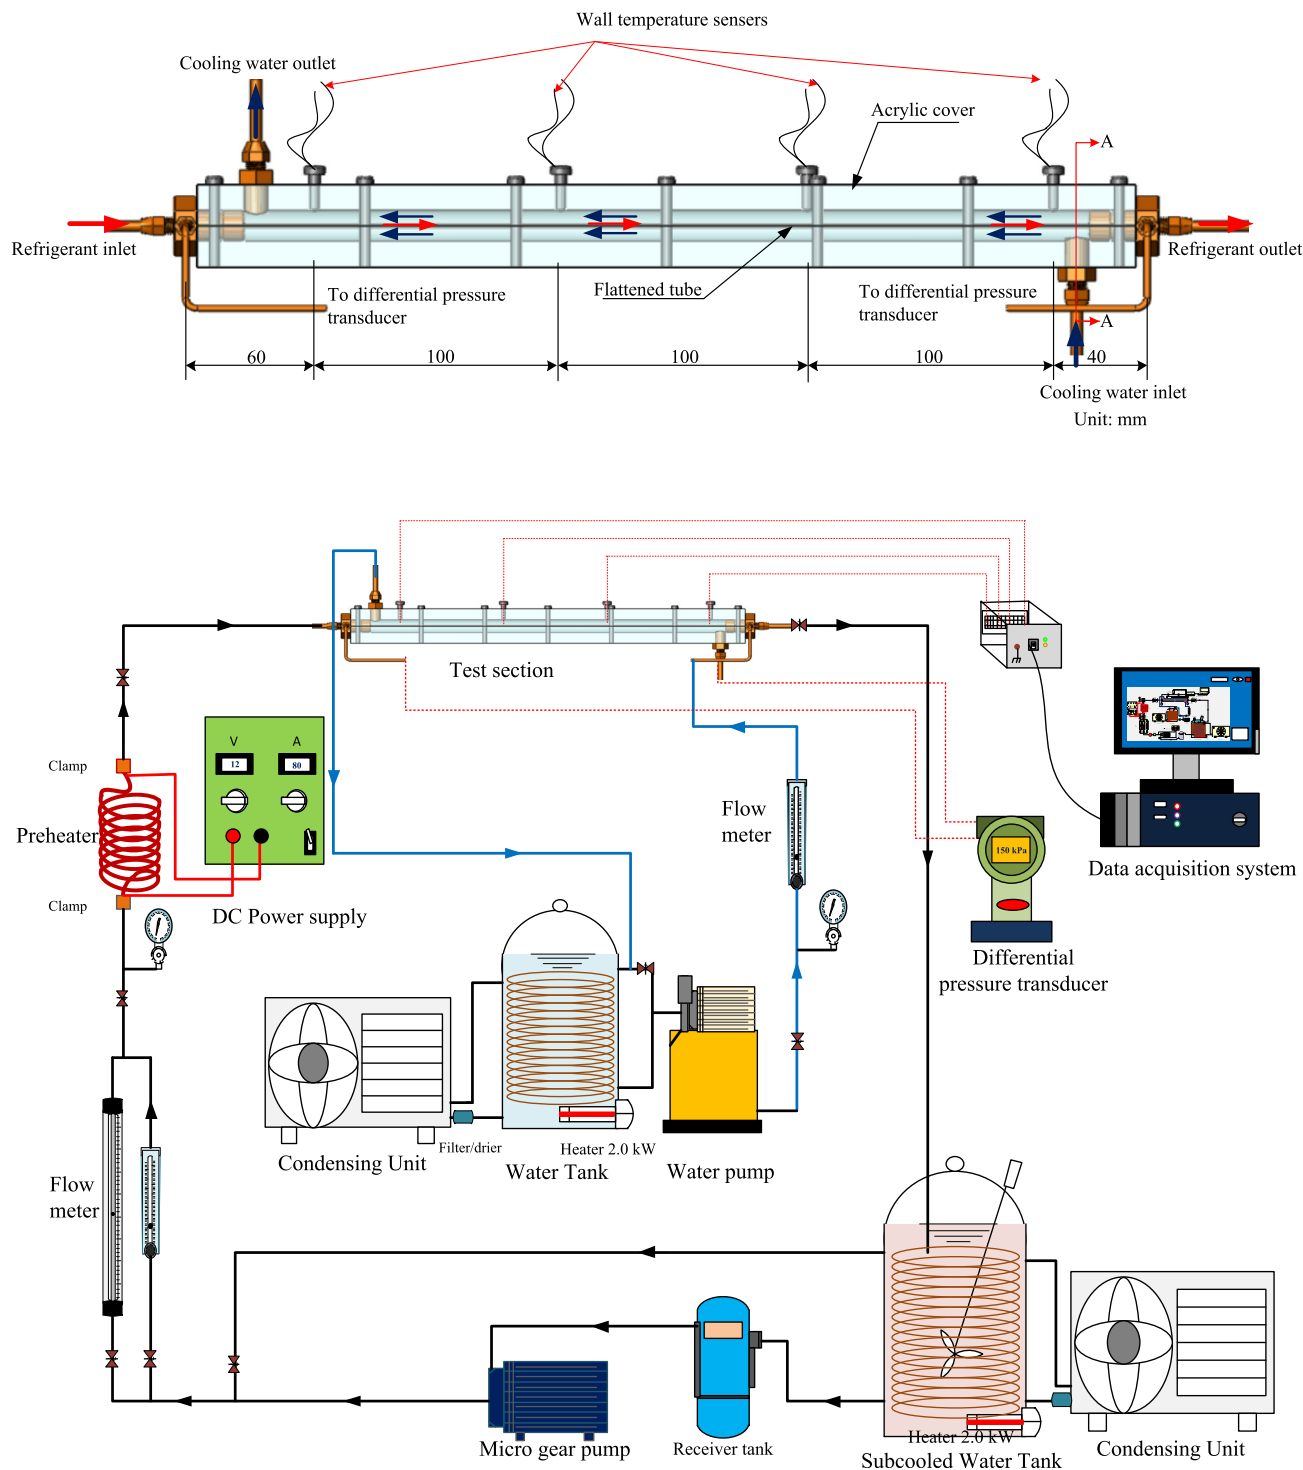 Wall temperature sensers
Cooling water outlet
Acrylic cover
A
Refrigerant inlet
Refrigerant outlet
To differential pressure
transducer
Flattened tube
To differential pressure
transducer
A
60
100
100
100
40
Cooling water inlet
Unit: mm
Test section
V
A
12
80
Clamp
Preheater
Clamp
DC Power supply
Flow
meter
150 kPa
Data acquisition system
Differential
pressure transducer
Filter/drier
Heater 2.0 kW
Condensing Unit
Water Tank
Water pump
Flow
meter
Micro gear pump
Receiver tank
Heater 2.0 kW
Subcooled Water Tank
Condensing Unit